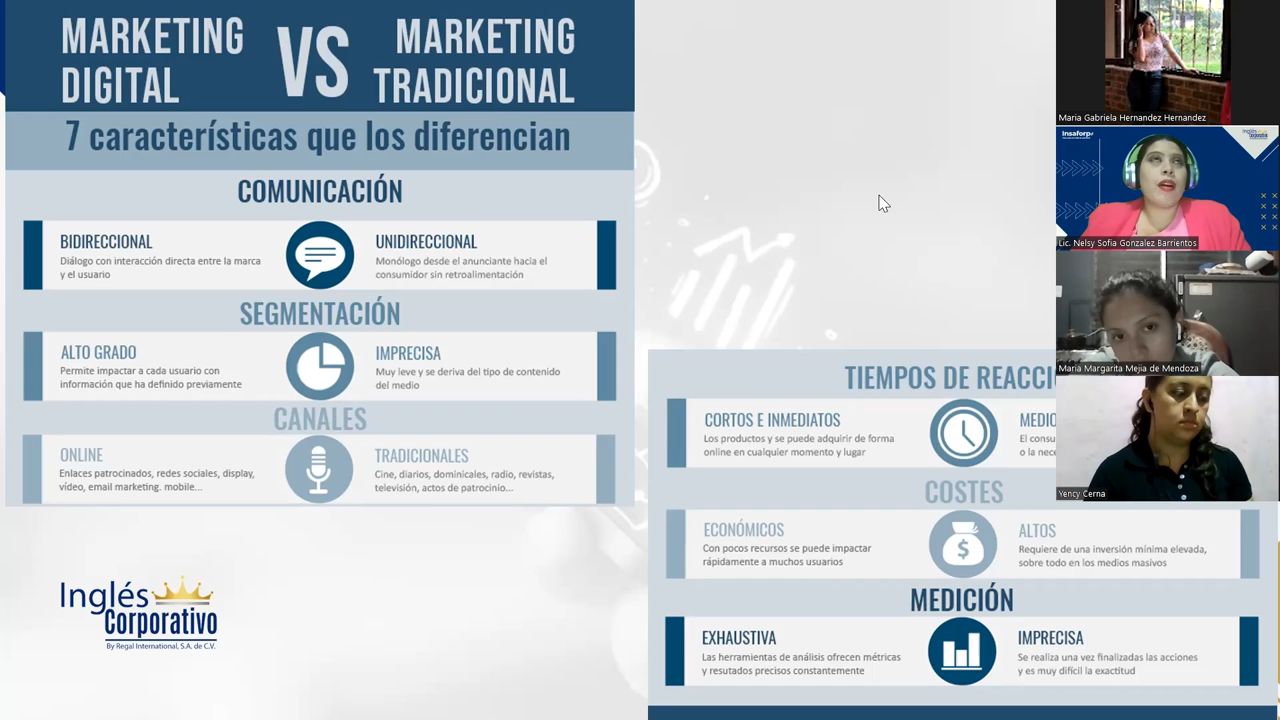 MARKETING
DIGITAL
VS
MARKETING
TRADICIONAL
7 características que los diferencian
COMUNICACIÓN
BIDIRECCIONAL
Diálogo con interacción directa entre la marca
y el usuario
UNIDIRECCIONAL
Monólogo desde el anunciante hacia el
consumidor sin retroalimentación
SEGMENTACIÓN
ALTO GRADO
Permite impactar a cada usuario con
información que ha definido previamente
IMPRECISA
Muy leve y se deriva del tipo de contenido
del medio
CANALES
ONLINE
Enlaces patrocinados, redes sociales, display,
vídeo, email marketing. mobile...
TRADICIONALES
Cine, diarios, dominicales, radio, revistas,
televisión, actos de patrocinio...
Inglés
Corporativo
By Regal International, S.A. de C.V.
TIEMPOS DE REACCI
CORTOS E INMEDIATOS
Los productos y se puede adquirir de forma
online en cualquier momento y lugar
MEDIO
El consu
o la nece
COSTES
ECONÓMICOS
Con pocos recursos se puede impactar
rápidamente a muchos usuarios
ALTOS
Requiere de una inversión mínima elevada,
sobre todo en los medios masivos
MEDICIÓN
EXHAUSTIVA
Las herramientas de análisis ofrecen métricas
y resutados precisos constantemente
IMPRECISA
Se realiza una vez finalizadas las acciones
y es muy difícil la exactitud
Maria Gabriela Hernandez Hernandez
Insaforp
Lic. Nelsy Sofia Gonzalez Barrientos
Maria Margarita Mejia de Mendoza
Yency Cerna